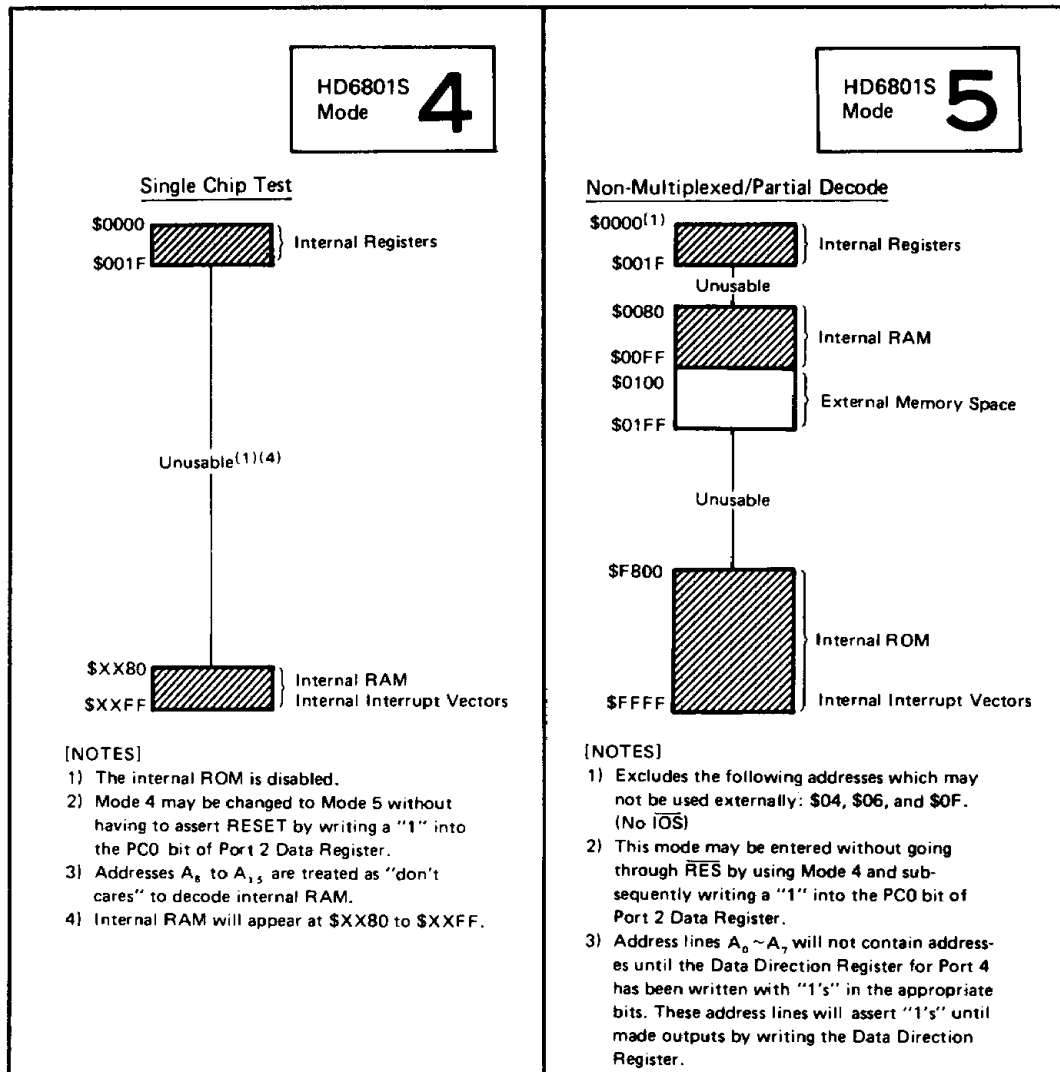 HD6801S
Mode 4
Single Chip Test
$0000
Internal Registers
$001F
Unusable(1)(4)
$XX80
Internal RAM
$XXFF
Internal Interrupt Vectors
[NOTES]
1) The internal ROM is disabled.
2) Mode 4 may be changed to Mode 5 without
having to assert RESET by writing a "1" into
the PC0 bit of Port 2 Data Register.
3) Addresses A₈ to A₁₅ are treated as "don't
cares" to decode internal RAM.
4) Internal RAM will appear at $XX80 to $XXFF.
HD6801S
Mode 5
Non-Multiplexed/Partial Decode
$0000(1)
Internal Registers
$001F
Unusable
$0080
Internal RAM
$00FF
$0100
External Memory Space
$01FF
Unusable
$F800
Internal ROM
$FFFF
Internal Interrupt Vectors
[NOTES]
1) Excludes the following addresses which may
not be used externally: $04, $06, and $0F.
(No I̅O̅S̅)
2) This mode may be entered without going
through R̅E̅S̅ by using Mode 4 and sub-
sequently writing a "1" into the PC0 bit of
Port 2 Data Register.
3) Address lines A₀~A₇ will not contain address-
es until the Data Direction Register for Port 4
has been written with "1's" in the appropriate
bits. These address lines will assert "1's" until
made outputs by writing the Data Direction
Register.